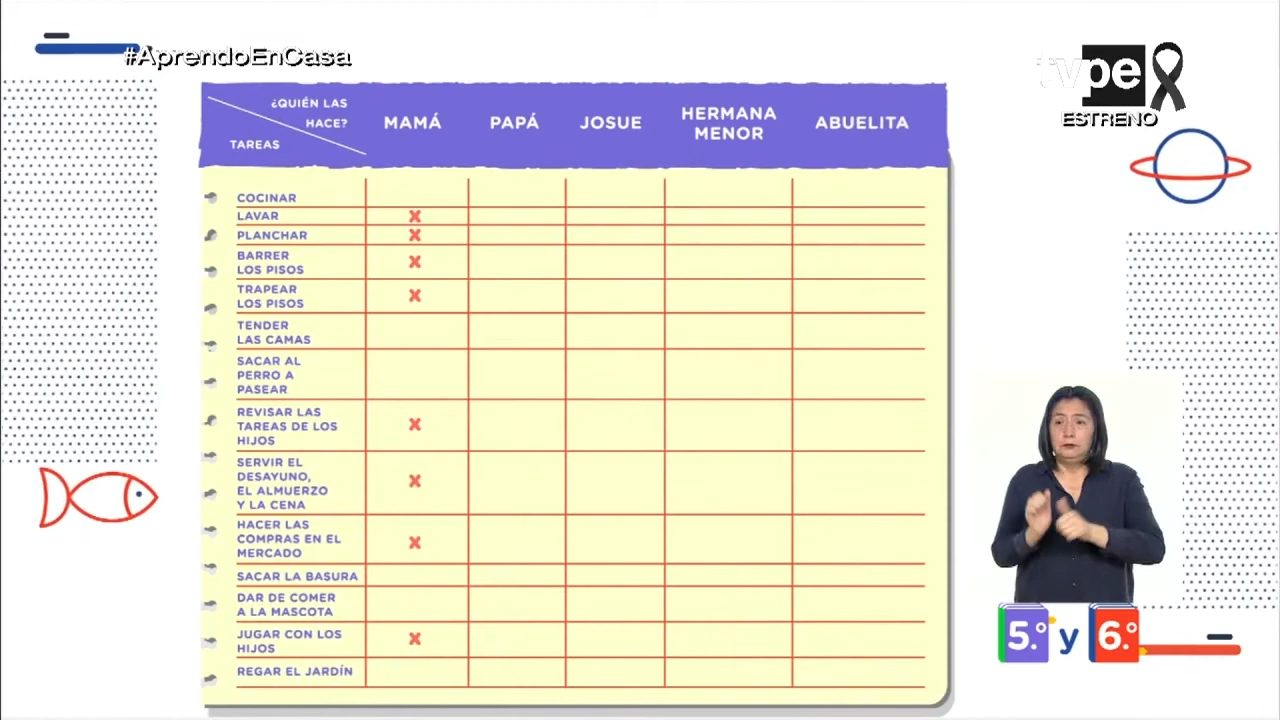 #AprendoEnCasa
tvpe
ESTRENO
¿QUIÉN LAS
HACE?
TAREAS
MAMÁ
PAPÁ
JOSUE
HERMANA
MENOR
ABUELITA
COCINAR
LAVAR X
PLANCHAR X
BARRER
LOS PISOS X
TRAPEAR
LOS PISOS X
TENDER
LAS CAMAS
SACAR AL
PERRO A
PASEAR
REVISAR LAS
TAREAS DE LOS X
HIJOS
SERVIR EL
DESAYUNO, X
EL ALMUERZO
Y LA CENA
HACER LAS
COMPRAS EN EL X
MERCADO
SACAR LA BASURA
DAR DE COMER
A LA MASCOTA
JUGAR CON LOS X
HIJOS
REGAR EL JARDÍN
5.° y 6.°